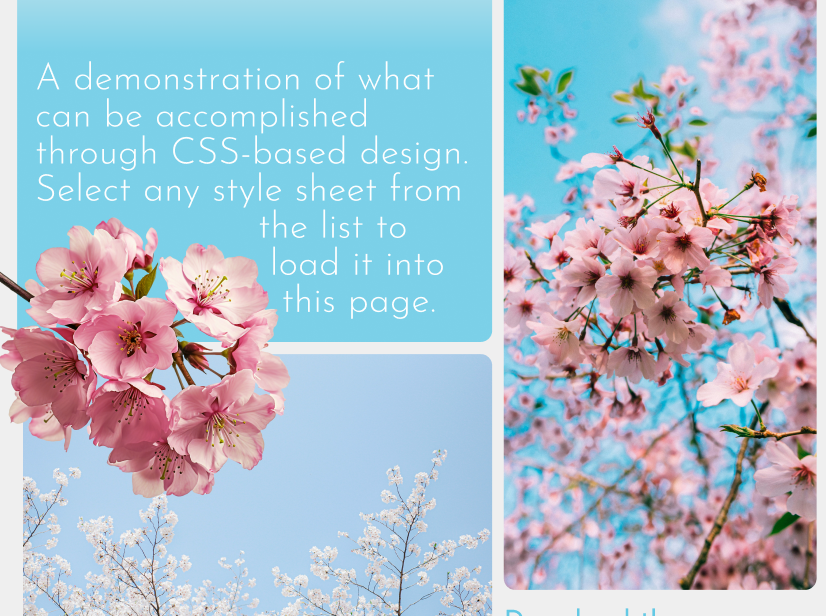 A demonstration of what
can be accomplished
through CSS-based design.
Select any style sheet from
the list to
load it into
this page.